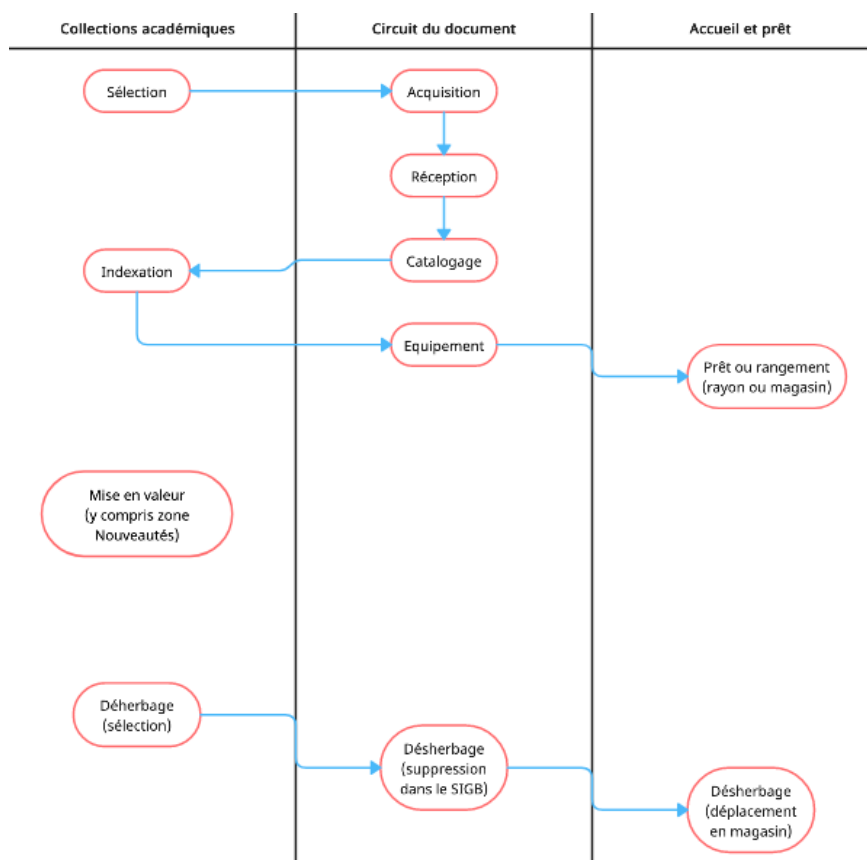 Collections académiques
Circuit du document
Accueil et prêt
Sélection
Acquisition
Réception
Catalogage
Indexation
Equipement
Prêt ou rangement
(rayon ou magasin)
Mise en valeur
(y compris zone
Nouveautés)
Déherbage
(sélection)
Désherbage
(suppression
dans le SIGB)
Désherbage
(déplacement
en magasin)